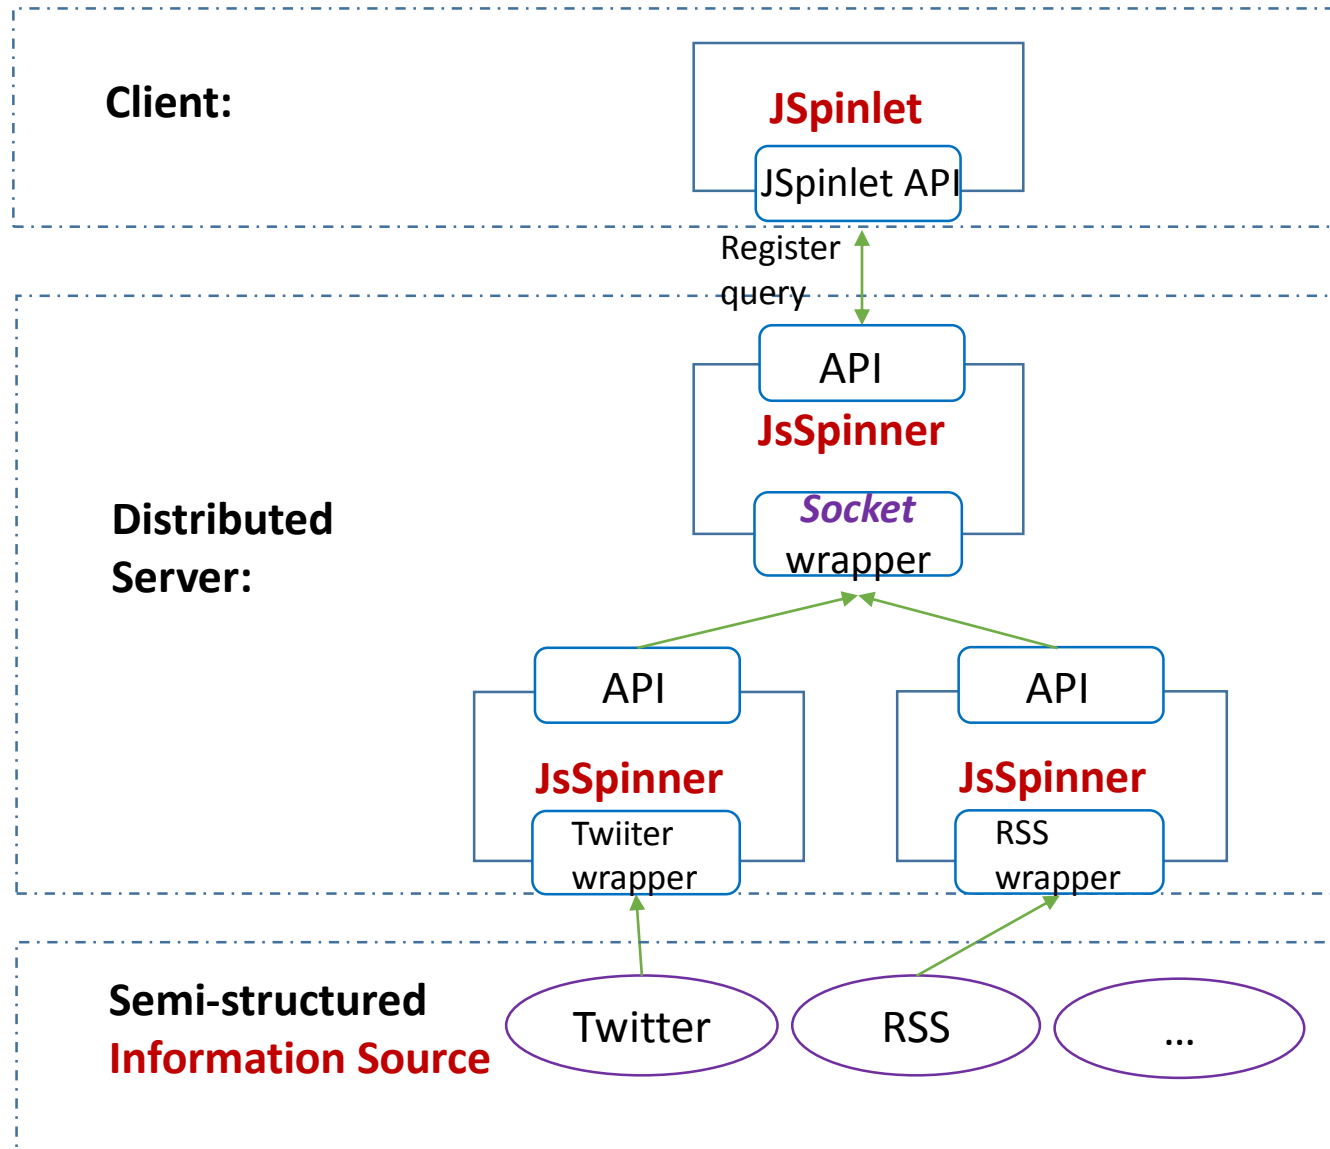 Client:
JSpinlet
JSpinlet API
Register
query
API
JsSpinner
Socket
wrapper
Distributed
Server:
API
API
JsSpinner
JsSpinner
Twiiter
wrapper
RSS
wrapper
Semi-structured
Information Source
Twitter
RSS
...